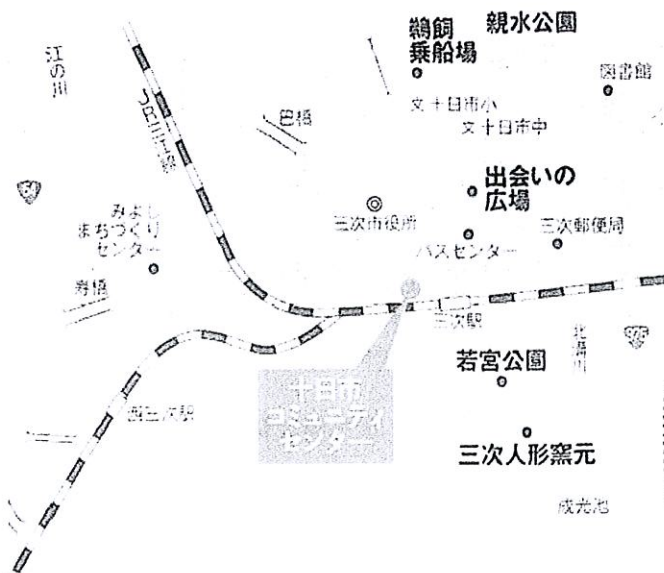 鵜飼
乗船場
親水公園
江の川
図書館
文 十日市小
文 十日市中
巴橋
JR三江線
出会いの
広場
三次市役所
みよし
まちづくり
センター
バスセンター
三次郵便局
寿橋
三次駅
十日市
コミュニティ
センター
若宮公園
西三次駅
三次人形窯元
成光池